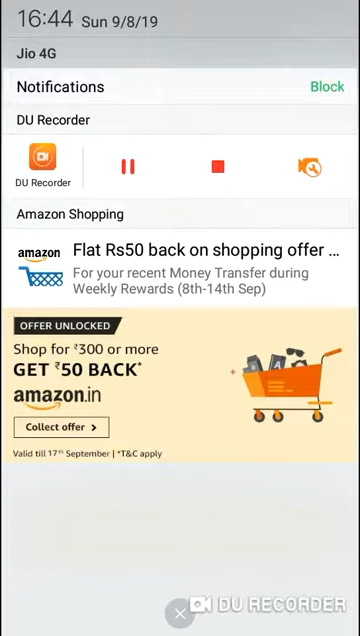 16:44 Sun 9/8/19
Jio 4G
Notifications Block
DU Recorder
DU Recorder
Amazon Shopping
amazon
Flat Rs50 back on shopping offer ...
For your recent Money Transfer during
Weekly Rewards (8th-14th Sep)
OFFER UNLOCKED
Shop for ₹300 or more
GET ₹50 BACK*
amazon.in
Collect offer >
Valid till 17th September | *T&C apply
DU RECORDER